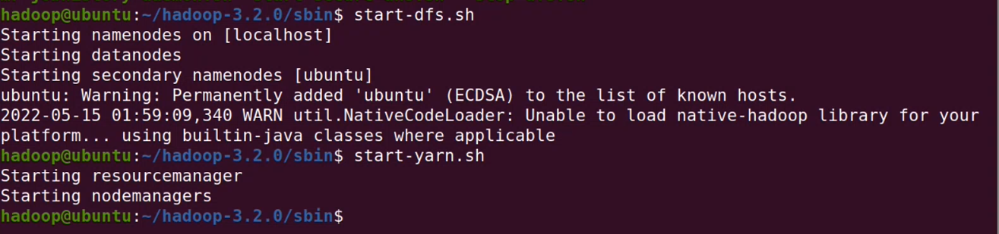 hadoop@ubuntu:~/hadoop-3.2.0/sbin$ start-dfs.sh
Starting namenodes on [localhost]
Starting datanodes
Starting secondary namenodes [ubuntu]
ubuntu: Warning: Permanently added 'ubuntu' (ECDSA) to the list of known hosts.
2022-05-15 01:59:09,340 WARN util.NativeCodeLoader: Unable to load native-hadoop library for your
platform... using builtin-java classes where applicable
hadoop@ubuntu:~/hadoop-3.2.0/sbin$ start-yarn.sh
Starting resourcemanager
Starting nodemanagers
hadoop@ubuntu:~/hadoop-3.2.0/sbin$